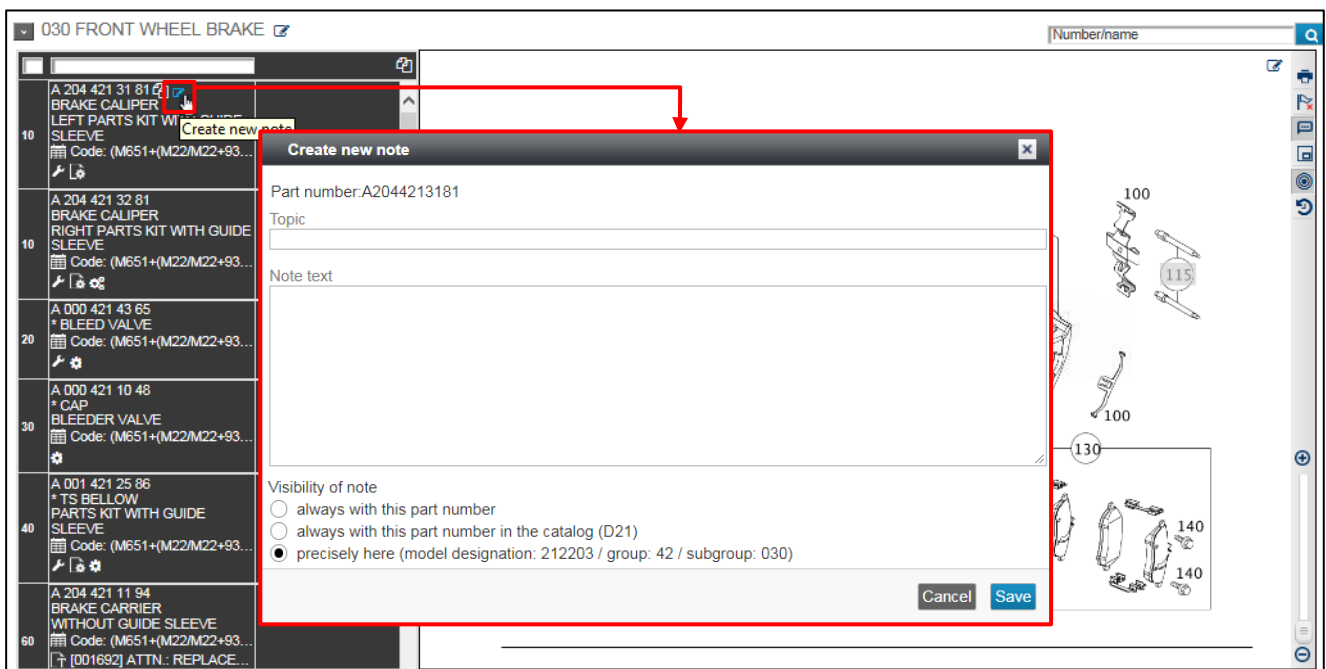 030 FRONT WHEEL BRAKE
Number/name
10
A 204 421 31 81
BRAKE CALIPER
LEFT PARTS KIT WITH GUIDE
SLEEVE
Code: (M651+(M22/M22+93...
Create new note
10
A 204 421 32 81
BRAKE CALIPER
RIGHT PARTS KIT WITH GUIDE
SLEEVE
Code: (M651+(M22/M22+93...
20
A 000 421 43 65
* BLEED VALVE
Code: (M651+(M22/M22+93...
30
A 000 421 10 48
* CAP
BLEEDER VALVE
Code: (M651+(M22/M22+93...
40
A 001 421 25 86
* TS BELLOW
PARTS KIT WITH GUIDE
SLEEVE
Code: (M651+(M22/M22+93...
60
A 204 421 11 94
BRAKE CARRIER
WITHOUT GUIDE SLEEVE
Code: (M651+(M22/M22+93...
[001692] ATTN.: REPLACE...
Create new note
Part number:A2044213181
Topic
Note text
Visibility of note
always with this part number
always with this part number in the catalog (D21)
precisely here (model designation: 212203 / group: 42 / subgroup: 030)
Cancel
Save
100
115
100
130
140
140